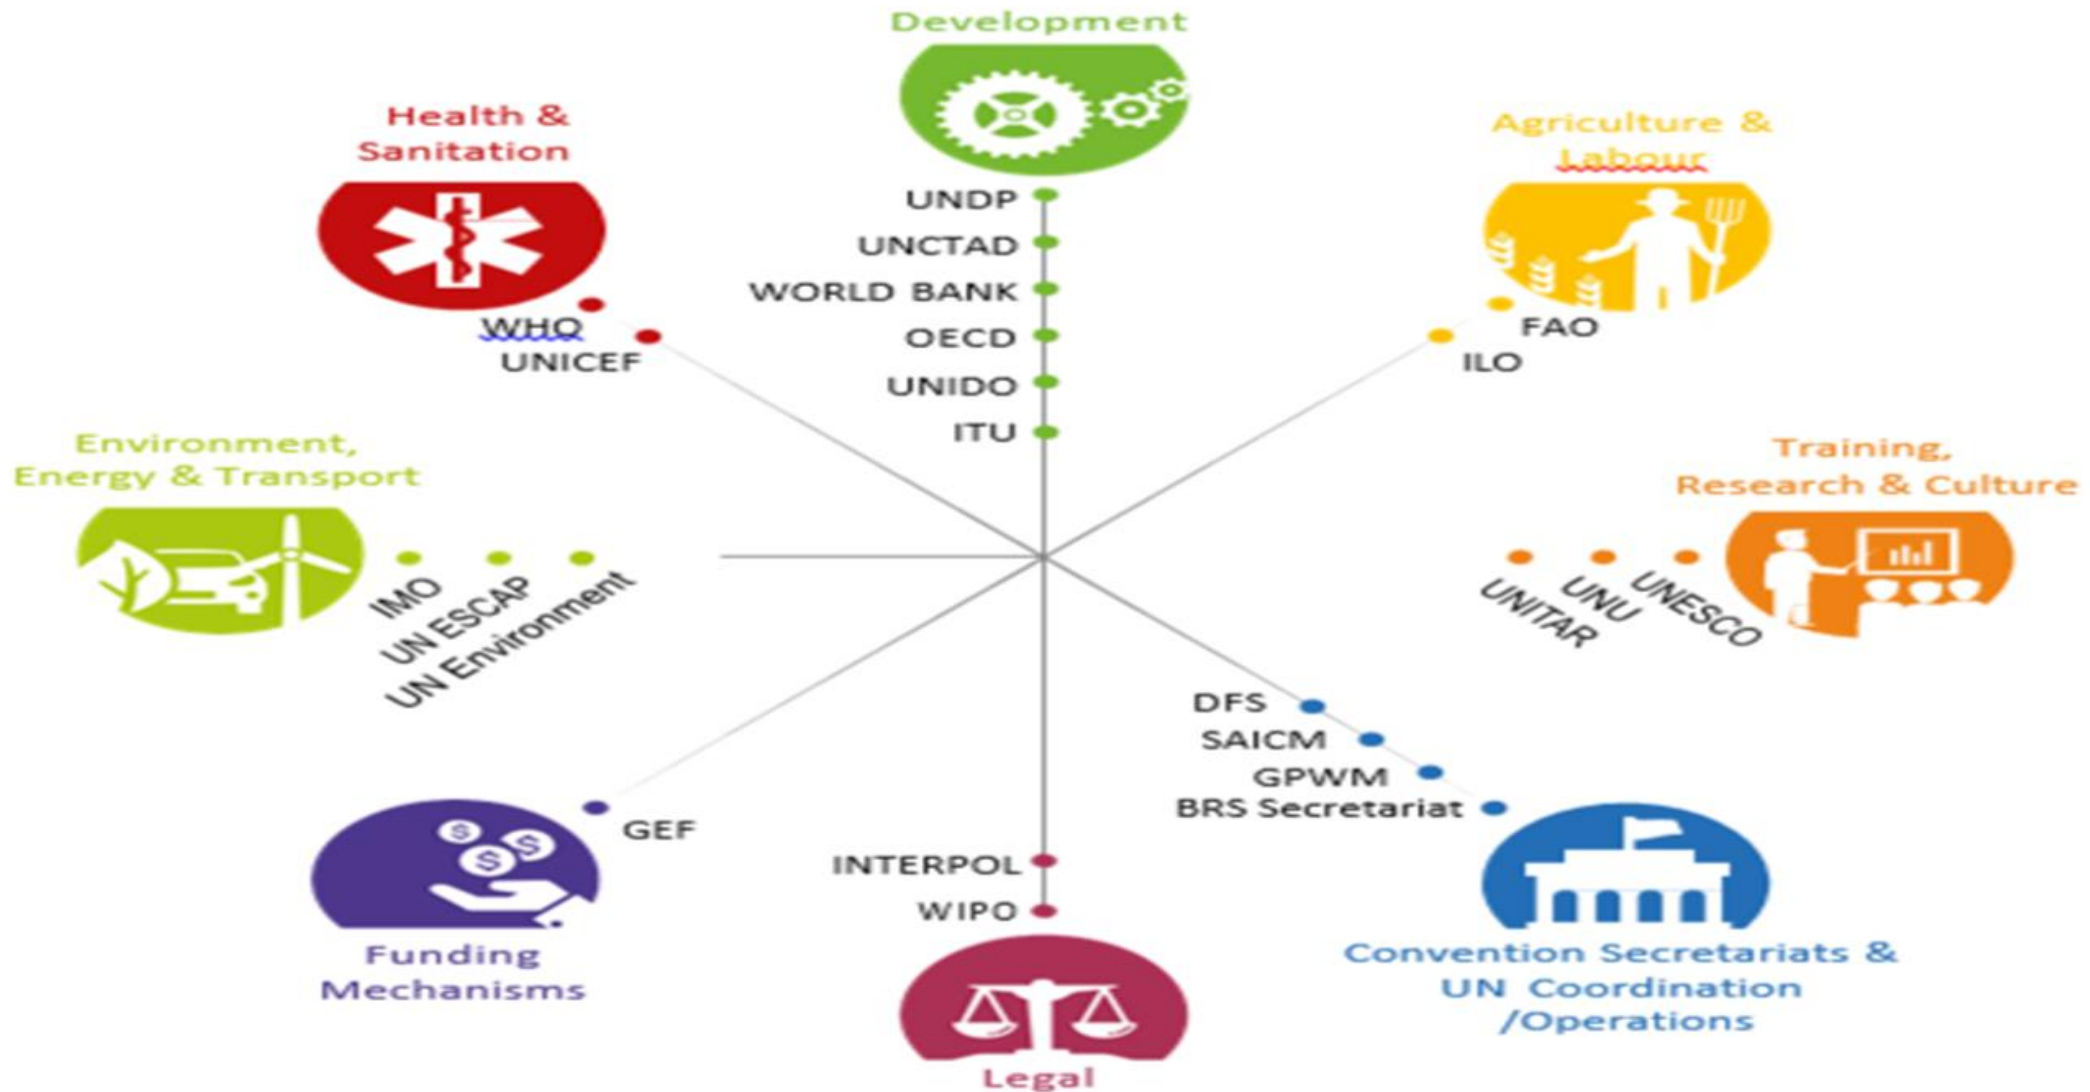 Development
Health &
Sanitation
Agriculture &
Labour
UNDP
UNCTAD
WORLD BANK
OECD
UNIDO
ITU
WHO
UNICEF
FAO
ILO
Environment,
Energy & Transport
IMO
UN ESCAP
UN Environment
Training,
Research & Culture
UNITAR
UNU
UNESCO
DFS
SAICM
GPWM
BRS Secretariat
GEF
$
$
$
INTERPOL
WIPO
Funding
Mechanisms
Convention Secretariats &
UN Coordination
/Operations
Legal